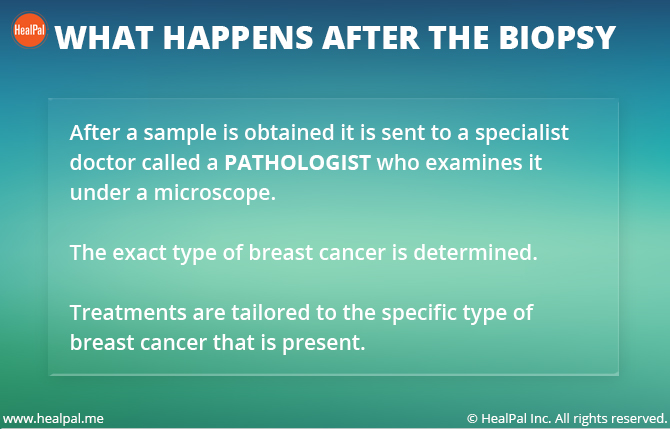 HealPal
WHAT HAPPENS AFTER THE BIOPSY
After a sample is obtained it is sent to a specialist
doctor called a PATHOLOGIST who examines it
under a microscope.
The exact type of breast cancer is determined.
Treatments are tailored to the specific type of
breast cancer that is present.
www.healpal.me
© HealPal Inc. All rights reserved.